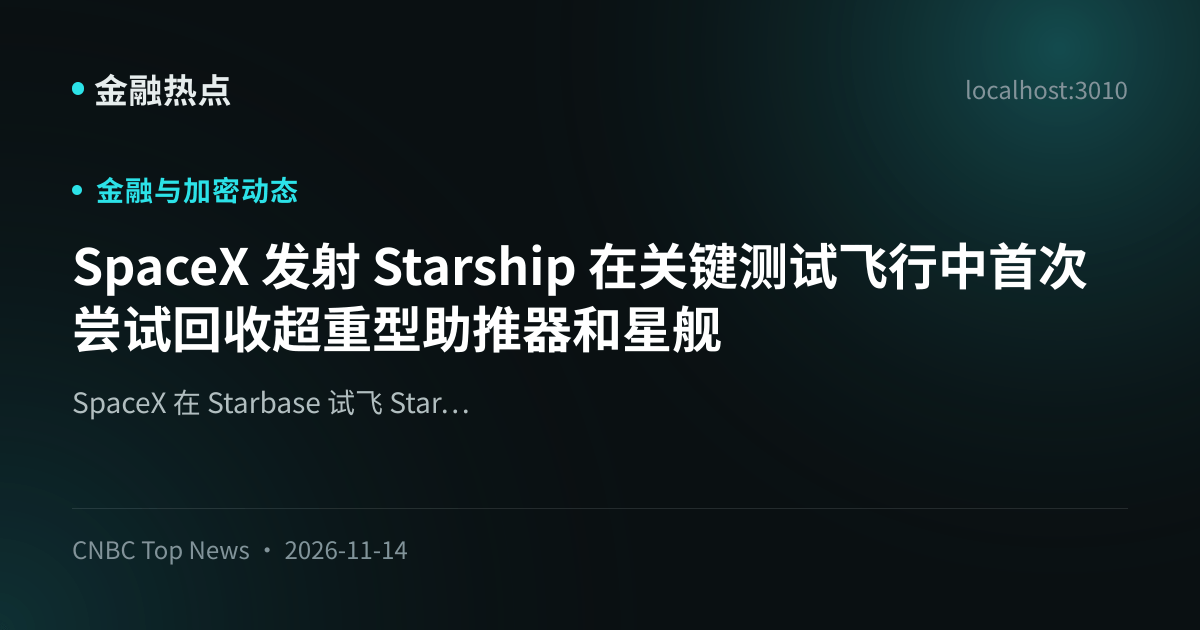 金融热点
localhost:3010
金融与加密动态
SpaceX 发射 Starship 在关键测试飞行中首次
尝试回收超重型助推器和星舰
SpaceX 在 Starbase 试飞 Star…
CNBC Top News · 2026-11-14